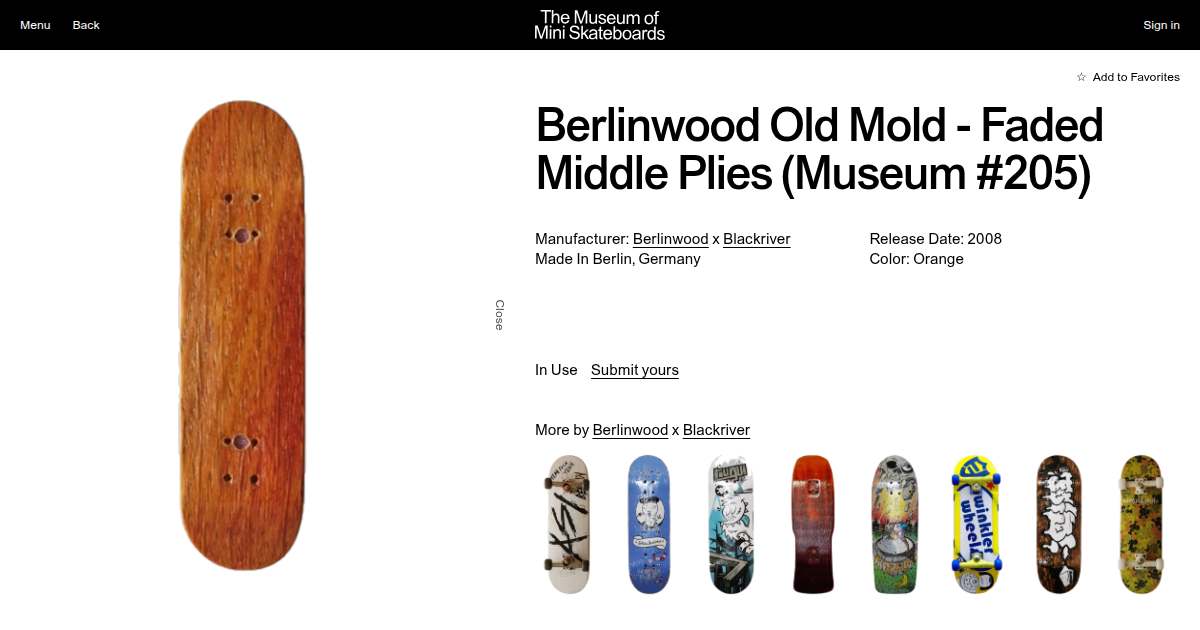 Menu
Back
The Museum of
Mini Skateboards
Sign in
☆ Add to Favorites
Berlinwood Old Mold - Faded
Middle Plies (Museum #205)
Manufacturer: Berlinwood x Blackriver
Made In Berlin, Germany
Release Date: 2008
Color: Orange
Close
In Use
Submit yours
More by Berlinwood x Blackriver
winkler
wheels